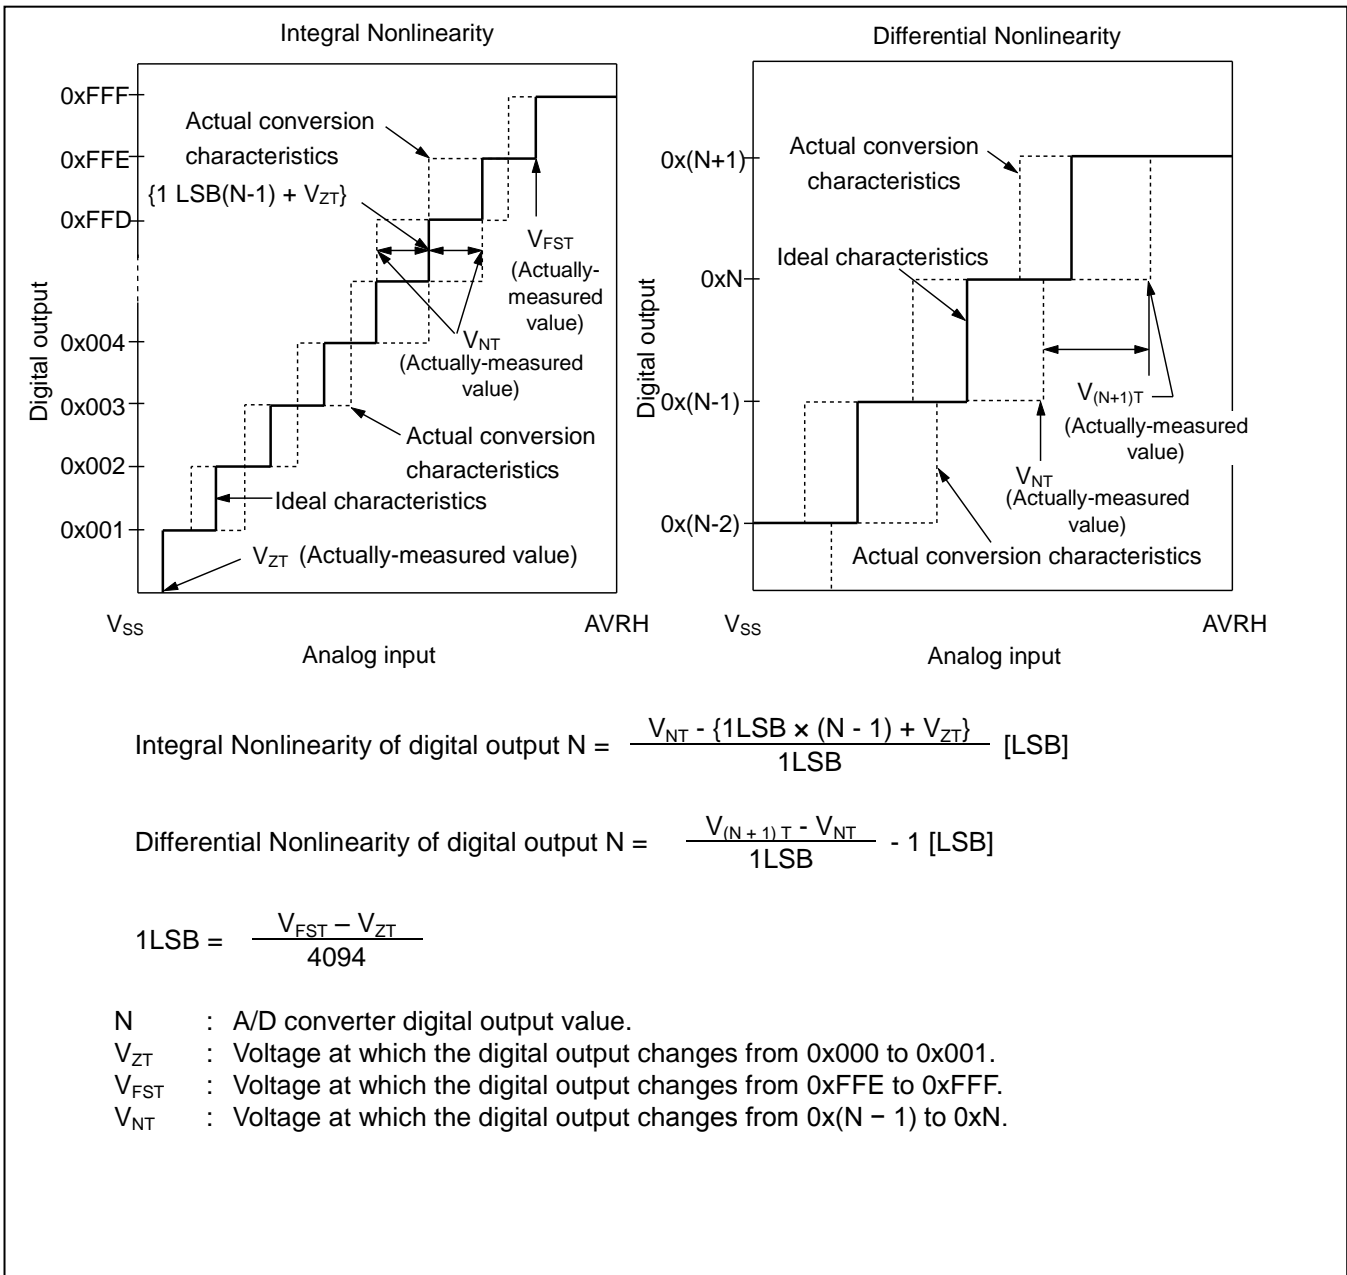 Integral Nonlinearity
0xFFF
0xFFE
0xFFD
0x004
0x003
0x002
0x001
Digital output
Actual conversion
characteristics
{1 LSB(N-1) + VZT}
VFST
(Actually-
measured
value)
VNT
(Actually-measured
value)
Actual conversion
characteristics
Ideal characteristics
VZT (Actually-measured value)
VSS
AVRH
Analog input
Differential Nonlinearity
0x(N+1)
0xN
0x(N-1)
0x(N-2)
Digital output
Actual conversion
characteristics
Ideal characteristics
V(N+1)T
(Actually-measured
value)
VNT
(Actually-measured
value)
Actual conversion characteristics
VSS
AVRH
Analog input
Integral Nonlinearity of digital output N = VNT - {1LSB × (N - 1) + VZT} [LSB]
1LSB
Differential Nonlinearity of digital output N = V(N + 1) T - VNT - 1 [LSB]
1LSB
1LSB = VFST – VZT
4094
N : A/D converter digital output value.
VZT : Voltage at which the digital output changes from 0x000 to 0x001.
VFST : Voltage at which the digital output changes from 0xFFE to 0xFFF.
VNT : Voltage at which the digital output changes from 0x(N − 1) to 0xN.